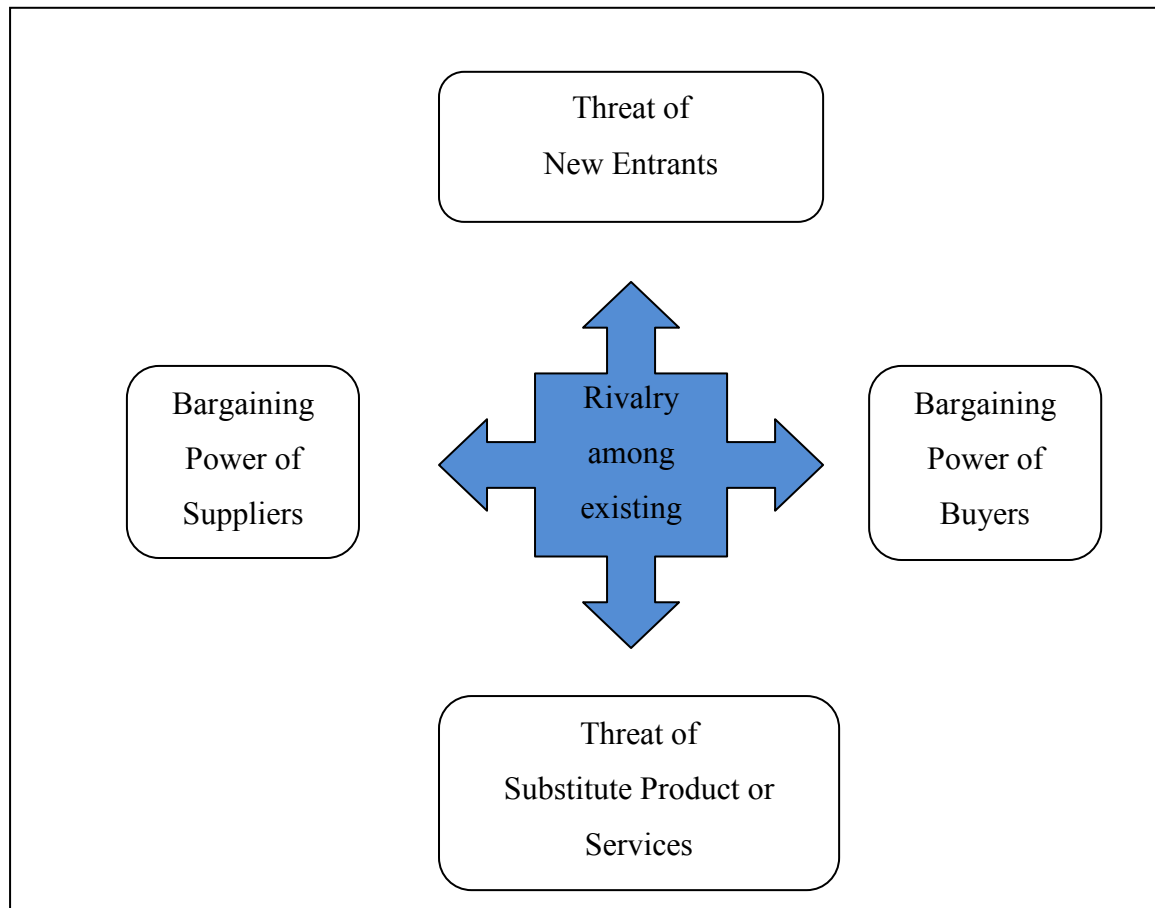 Threat of
New Entrants
Bargaining
Power of
Suppliers
Rivalry
among
existing
Bargaining
Power of
Buyers
Threat of
Substitute Product or
Services